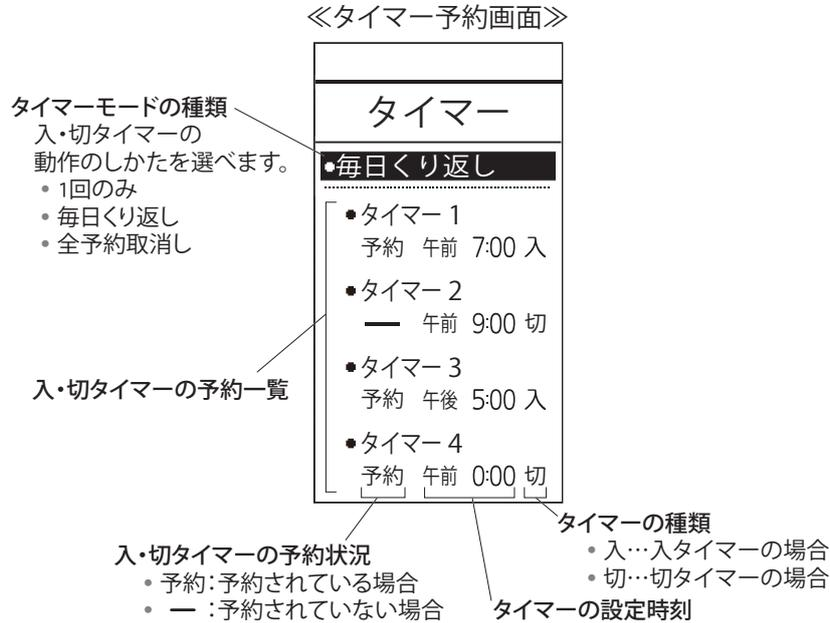 ≪タイマー予約画面≫
タイマーモードの種類
入・切タイマーの
動作のしかたを選べます。
• 1回のみ
• 毎日くり返し
• 全予約取消し
タイマー
●毎日くり返し
●タイマー 1
予約 午前 7:00 入
●タイマー 2
― 午前 9:00 切
●タイマー 3
予約 午後 5:00 入
●タイマー 4
予約 午前 0:00 切
入・切タイマーの予約一覧
タイマーの種類
• 入…入タイマーの場合
• 切…切タイマーの場合
入・切タイマーの予約状況
• 予約：予約されている場合
• ― ：予約されていない場合
タイマーの設定時刻